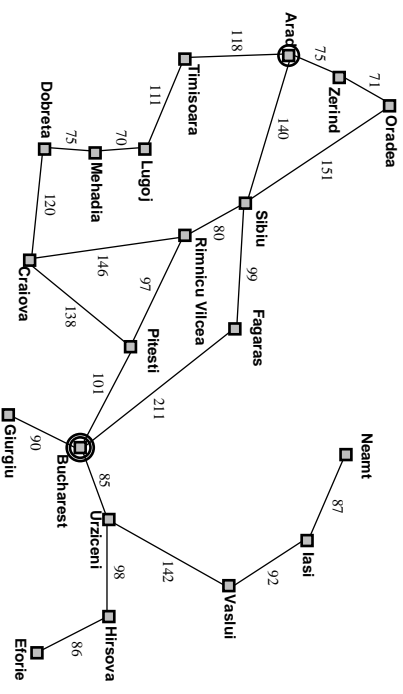 Oradea
71
Zerind
75
Arad
140
151
118
Timisoara
111
Lugoj
70
Mehadia
75
Dobreta
120
Craiova
146
138
Sibiu
80
99
Rimnicu Vilcea
97
Fagaras
211
Pitesti
101
Bucharest
90
Giurgiu
85
Urziceni
98
Hirsova
86
Eforie
142
Vaslui
92
Iasi
87
Neamt